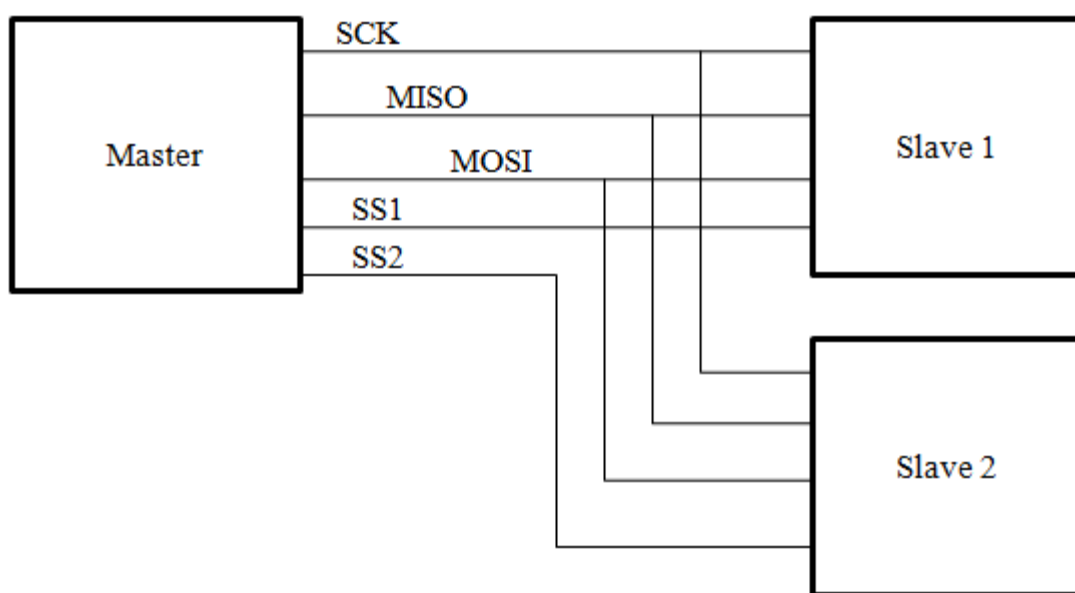 SCK
MISO
Master
MOSI
Slave 1
SS1
SS2
Slave 2